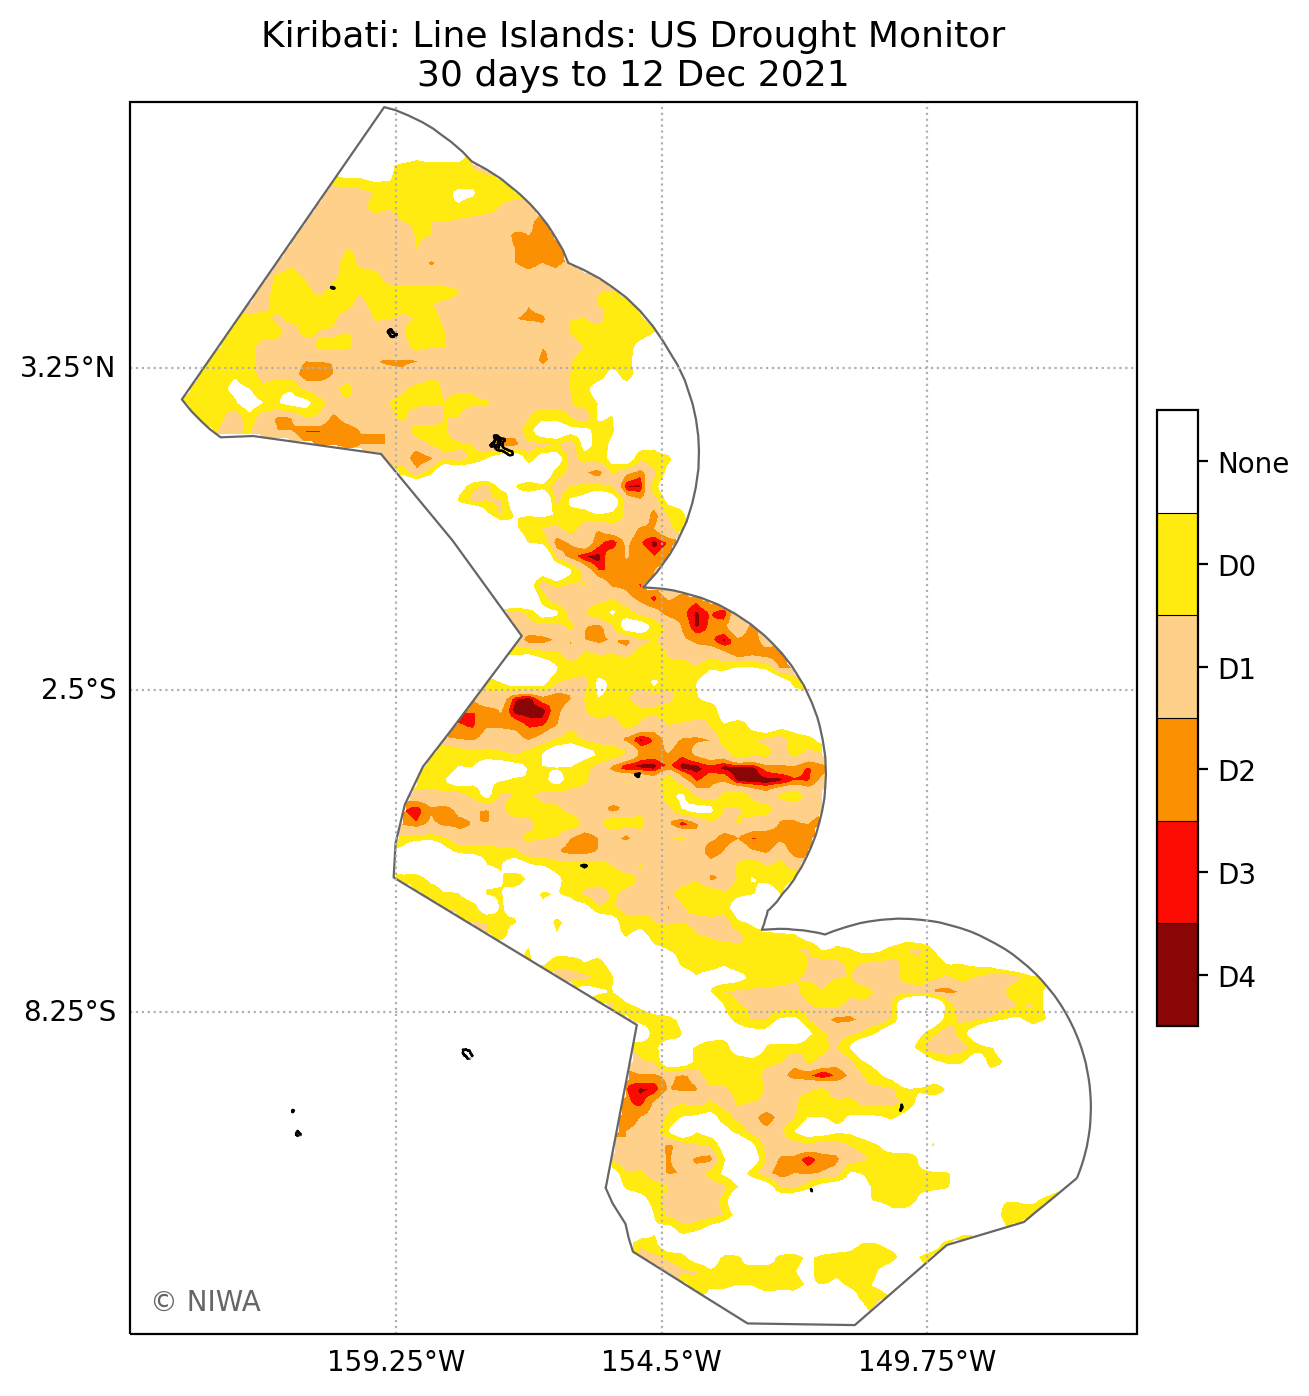 Kiribati: Line Islands: US Drought Monitor
30 days to 12 Dec 2021
3.25°N
2.5°S
8.25°S
None
D0
D1
D2
D3
D4
© NIWA
159.25°W
154.5°W
149.75°W